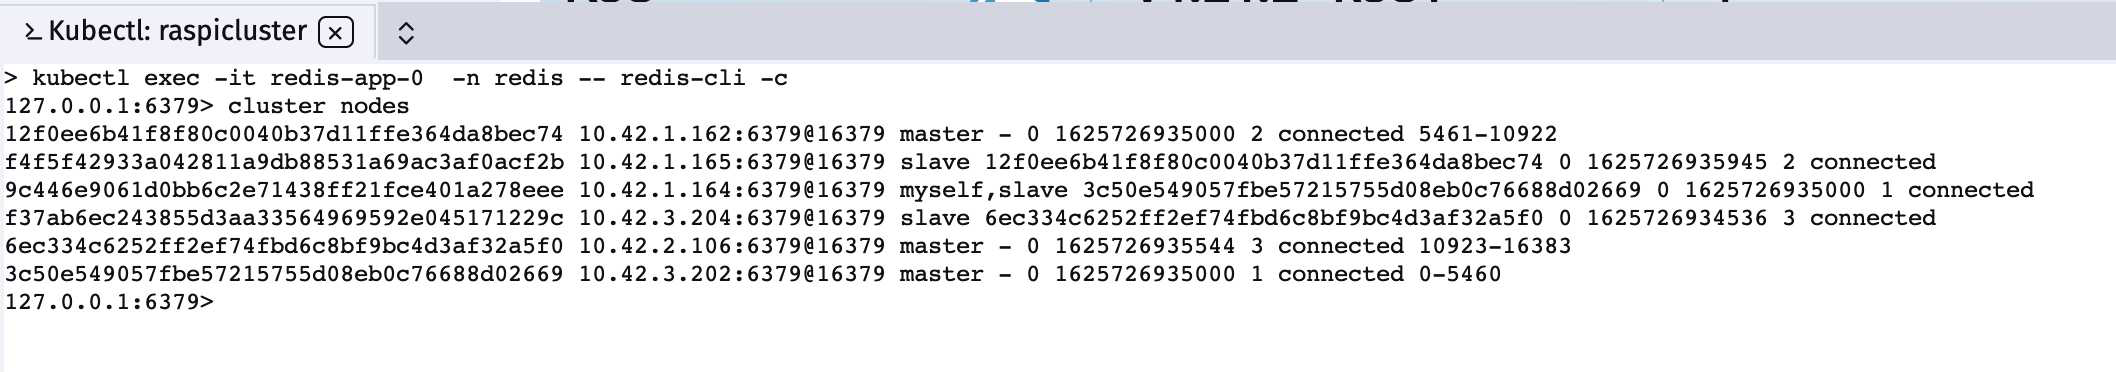 Kubectl: raspicluster
> kubectl exec -it redis-app-0  -n redis -- redis-cli -c
127.0.0.1:6379> cluster nodes
12f0ee6b41f8f80c0040b37d11ffe364da8bec74 10.42.1.162:6379@16379 master - 0 1625726935000 2 connected 5461-10922
f4f5f42933a042811a9db88531a69ac3af0acf2b 10.42.1.165:6379@16379 slave 12f0ee6b41f8f80c0040b37d11ffe364da8bec74 0 1625726935945 2 connected
9c446e9061d0bb6c2e71438ff21fce401a278eee 10.42.1.164:6379@16379 myself,slave 3c50e549057fbe57215755d08eb0c76688d02669 0 1625726935000 1 connected
f37ab6ec243855d3aa33564969592e045171229c 10.42.3.204:6379@16379 slave 6ec334c6252ff2ef74fbd6c8bf9bc4d3af32a5f0 0 1625726934536 3 connected
6ec334c6252ff2ef74fbd6c8bf9bc4d3af32a5f0 10.42.2.106:6379@16379 master - 0 1625726935544 3 connected 10923-16383
3c50e549057fbe57215755d08eb0c76688d02669 10.42.3.202:6379@16379 master - 0 1625726935000 1 connected 0-5460
127.0.0.1:6379>